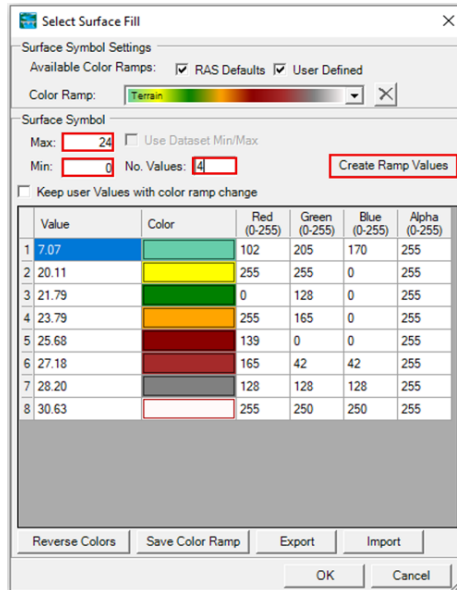 Select Surface Fill
Surface Symbol Settings
Available Color Ramps: RAS Defaults User Defined
Color Ramp: Terrain
Surface Symbol
Max: 24 Use Dataset Min/Max
Min: 0 No. Values: 4 Create Ramp Values
Keep user Values with color ramp change
Value Color Red (0-255) Green (0-255) Blue (0-255) Alpha (0-255)
1 7.07 102 205 170 255
2 20.11 255 255 0 255
3 21.79 0 128 0 255
4 23.79 255 165 0 255
5 25.68 139 0 0 255
6 27.18 165 42 42 255
7 28.20 128 128 128 255
8 30.63 255 250 250 255
Reverse Colors Save Color Ramp Export Import
OK Cancel